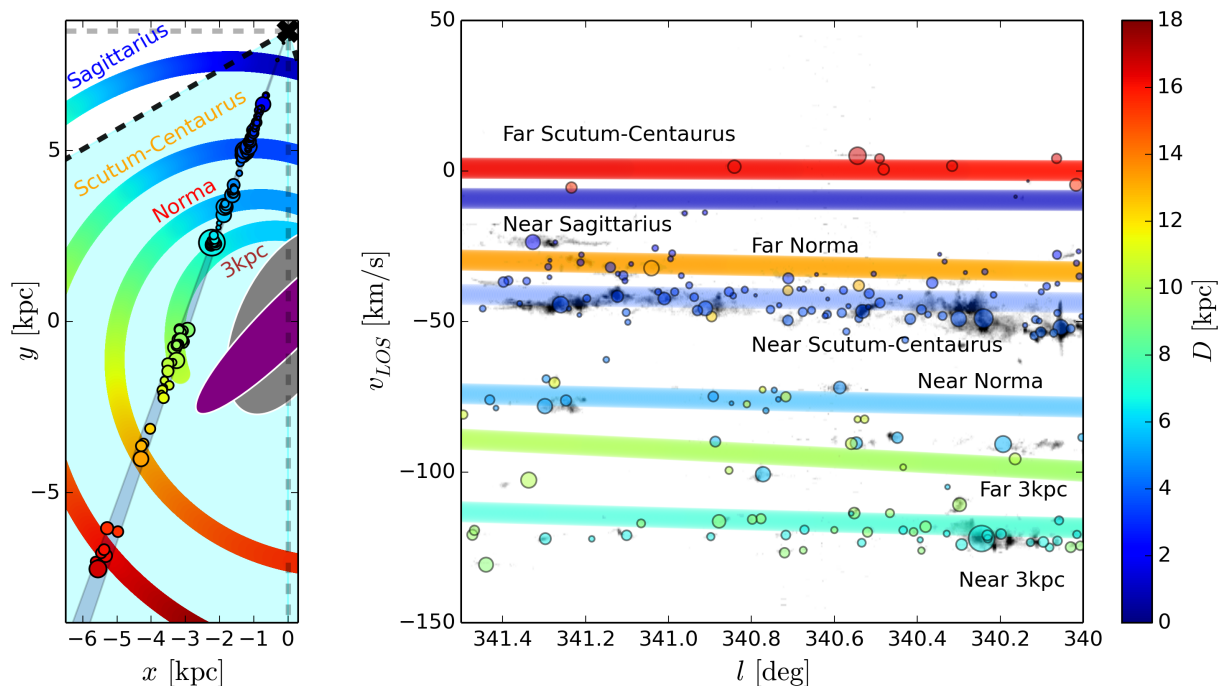 Sagittarius
Scutum-Centaurus
Norma
3kpc
5
0
−5
y [kpc]
−6 −5 −4 −3 −2 −1 0
x [kpc]
50
0
−50
−100
−150
v_LOS [km/s]
Far Scutum-Centaurus
Near Sagittarius
Far Norma
Near Scutum-Centaurus
Near Norma
Far 3kpc
Near 3kpc
341.4 341.2 341.0 340.8 340.6 340.4 340.2 340
l [deg]
18
16
14
12
10
8
6
4
2
0
D [kpc]